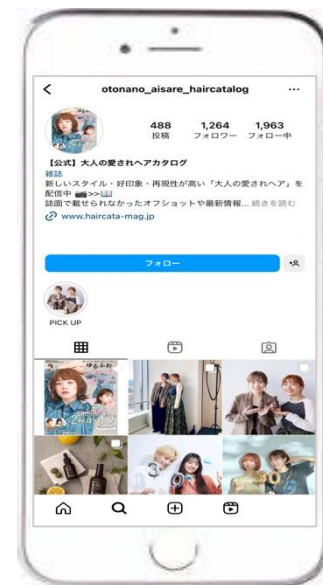 otonano_aisare_haircatalog
488 1,264 1,963
投稿 フォロワー フォロー中
【公式】大人の愛されヘアカタログ
雑誌
新しいスタイル・好印象・再現性が高い「大人の愛されヘア」を
配信中 📷>>📖
誌面で載せられなかったオフショットや最新情報... 続きを読む
www.haircata-mag.jp
フォロー
PICK UP
ゆるふわ
30